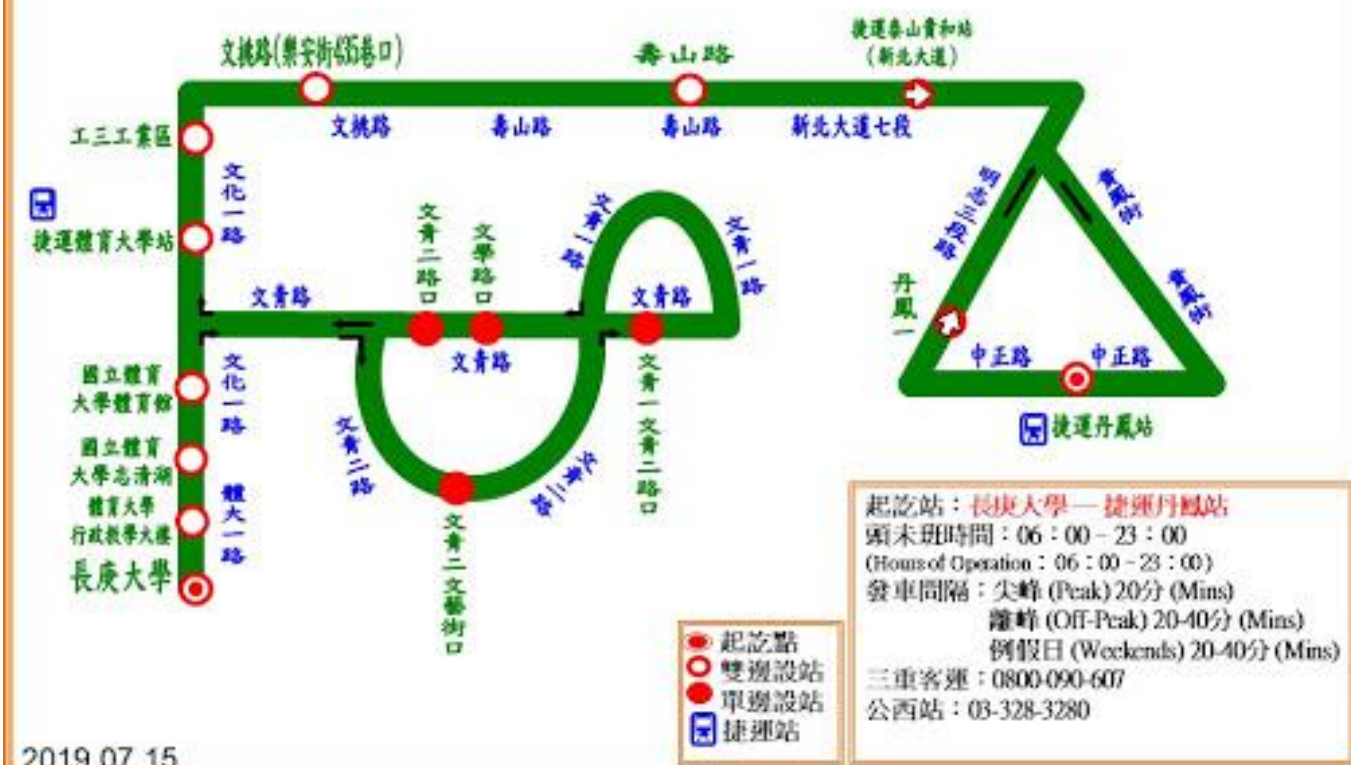 捷運泰山貴和站
(新北大道)
文桃路(樂安街435巷口)
壽山路
文桃路
壽山路
壽山路
新北大道七段
工三工業區
文化一路
捷運體育大學站
文青二路口
文學路口
文青一路
文青一路
明志三段路
貴鳳街
貴鳳街
丹鳳一
文青路
文青路
文青路
中正路
中正路
捷運丹鳳站
國立體育
大學體育館
文化一路
國立體育
大學志清湖
體育大學
行政教學大樓
體大一路
長庚大學
文青二路
文青二路
文青一文青二路口
文青二文藝街口
起訖點
雙邊設站
單邊設站
捷運站
起訖站：長庚大學 — 捷運丹鳳站
頭末班時間：06：00 – 23：00
(Hours of Operation：06：00 – 23：00)
發車間隔：尖峰 (Peak) 20分 (Mins)
離峰 (Off-Peak) 20-40分 (Mins)
例假日 (Weekends) 20-40分 (Mins)
三重客運：0800-090-607
公西站：03-328-3280
2019.07.15